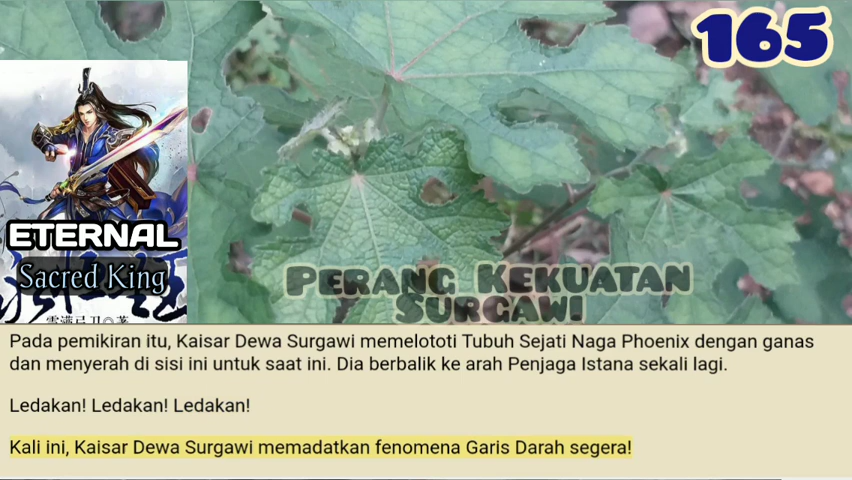 165
ETERNAL
Sacred King
PERANG KEKUATAN
SURGAWI
Pada pemikiran itu, Kaisar Dewa Surgawi memelototi Tubuh Sejati Naga Phoenix dengan ganas
dan menyerah di sisi ini untuk saat ini. Dia berbalik ke arah Penjaga Istana sekali lagi.
Ledakan! Ledakan! Ledakan!
Kali ini, Kaisar Dewa Surgawi memadatkan fenomena Garis Darah segera!